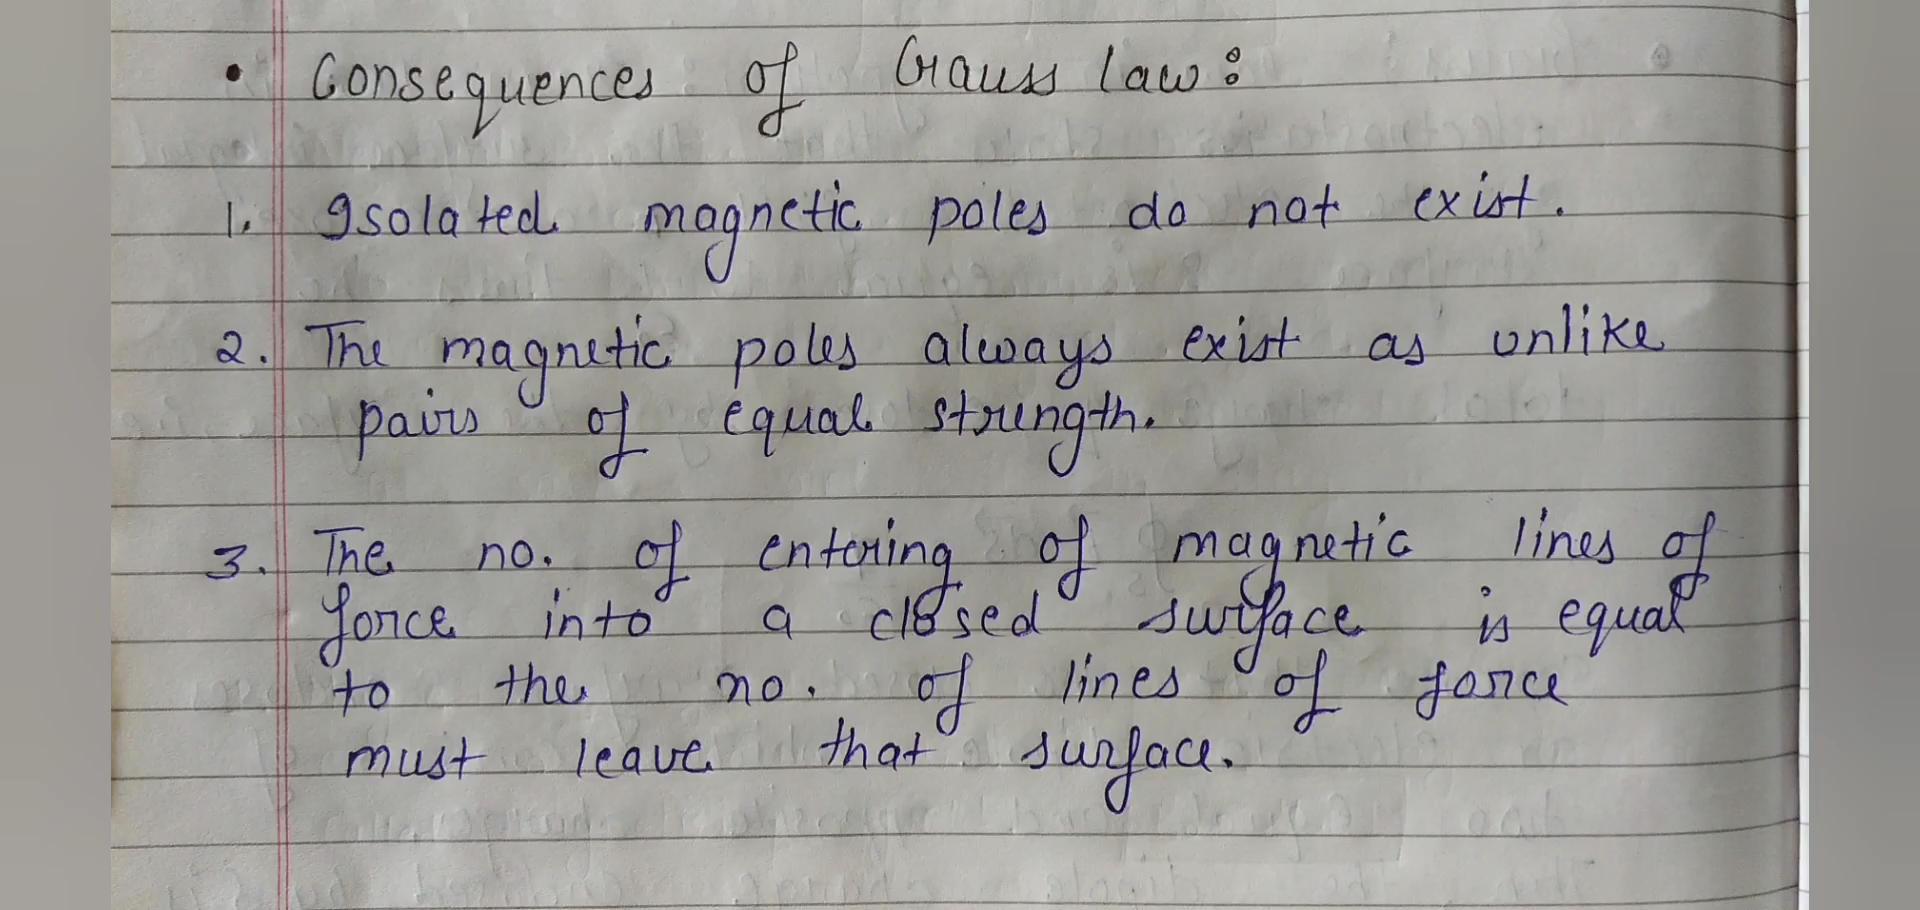 • Consequences of Gauss law:
1. Isolated magnetic poles do not exist.
2. The magnetic poles always exist as unlike
pairs of equal strength.
3. The no. of entering of magnetic lines of
force into a closed surface is equal
to the no. of lines of force
must leave that surface.